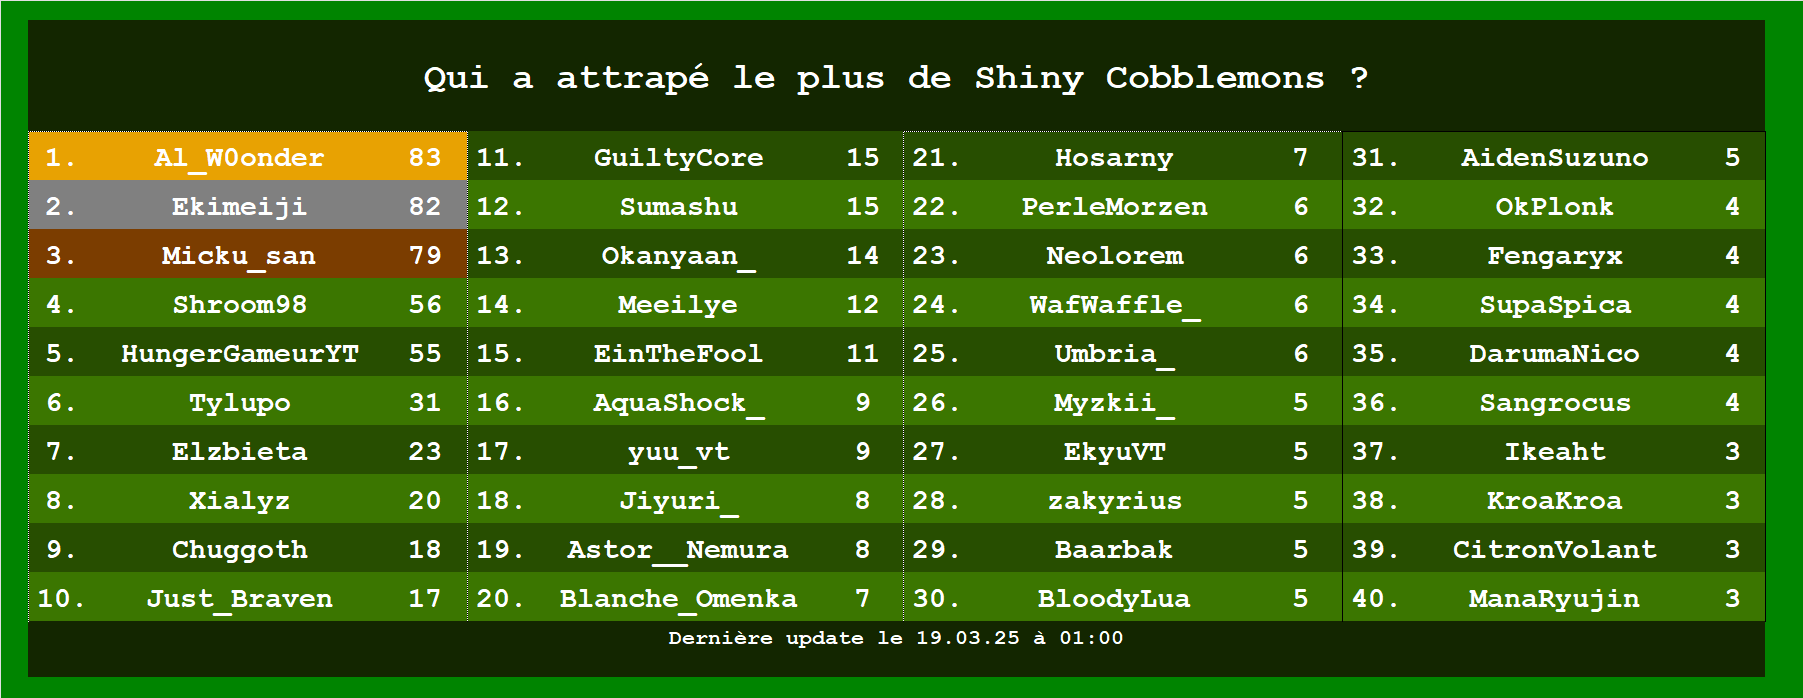 Qui a attrapé le plus de Shiny Cobblemons ?
1. Al_W0onder 83 11. GuiltyCore 15 21. Hosarny 7 31. AidenSuzuno 5
2. Ekimeiji 82 12. Sumashu 15 22. PerleMorzen 6 32. OkPlonk 4
3. Micku_san 79 13. Okanyaan_ 14 23. Neolorem 6 33. Fengaryx 4
4. Shroom98 56 14. Meeilye 12 24. WafWaffle_ 6 34. SupaSpica 4
5. HungerGameurYT 55 15. EinTheFool 11 25. Umbria_ 6 35. DarumaNico 4
6. Tylupo 31 16. AquaShock_ 9 26. Myzkii_ 5 36. Sangrocus 4
7. Elzbieta 23 17. yuu_vt 9 27. EkyuVT 5 37. Ikeaht 3
8. Xialyz 20 18. Jiyuri_ 8 28. zakyrius 5 38. KroaKroa 3
9. Chuggoth 18 19. Astor__Nemura 8 29. Baarbak 5 39. CitronVolant 3
10. Just_Braven 17 20. Blanche_Omenka 7 30. BloodyLua 5 40. ManaRyujin 3
Dernière update le 19.03.25 à 01:00